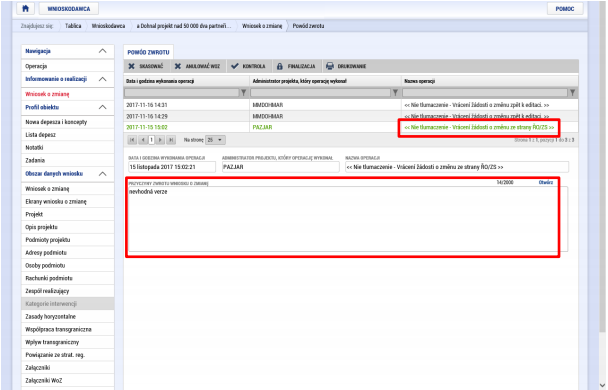 WNIOSKODAWCA
POMOC
Znajdujesz się: Tablica Wnioskodawca a Dohnal projekt nad 50 000 dva partneři... Wniosek o zmianę Powód zwrotu
Nawigacja
Operacja
Informowanie o realizacji
Wniosek o zmianę
Profil obiektu
Nowa depesza i koncepty
Lista depesz
Notatki
Zadania
Obszar danych wniosku
Wniosek o zmianę
Ekrany wniosku o zmianę
Projekt
Opis projektu
Podmioty projektu
Adresy podmiotu
Osoby podmiotu
Rachunki podmiotu
Zespół realizujący
Kategorie interwencji
Zasady horyzontalne
Współpraca transgraniczna
Wpływ transgraniczny
Powiązanie ze strat. reg.
Załączniki
Załączniki WoZ
POWÓD ZWROTU
SKASOWAĆ ANULOWAĆ WOZ KONTROLA FINALIZACJA DRUKOWANIE
Data i godzina wykonania operacji Administrator projektu, który operację wykonał Nazwa operacji
2017-11-16 14:31 MMDOHMAR << Nie tłumaczenie - Vrácení žádosti o změnu zpět k editaci. >>
2017-11-16 14:29 MMDOHMAR << Nie tłumaczenie - Vrácení žádosti o změnu zpět k editaci. >>
2017-11-15 15:02 PAZJAR << Nie tłumaczenie - Vrácení žádosti o změnu ze strany ŘO/ZS >>
1 Na stronę 25 Strona 1 z 1, pozycy 1 do 3 z 3
DATA I GODZINA WYKONANIA OPERACJI ADMINISTRATOR PROJEKTU, KTÓRY OPERACJĘ WYKONAŁ NAZWA OPERACJI
15 listopada 2017 15:02:21 PAZJAR << Nie tłumaczenie - Vrácení žádosti o změnu ze strany ŘO/ZS >>
PRZYCZYNY ZWROTU WNIOSKU O ZMIANĘ 14/2000 Otwórz
nevhodná verze